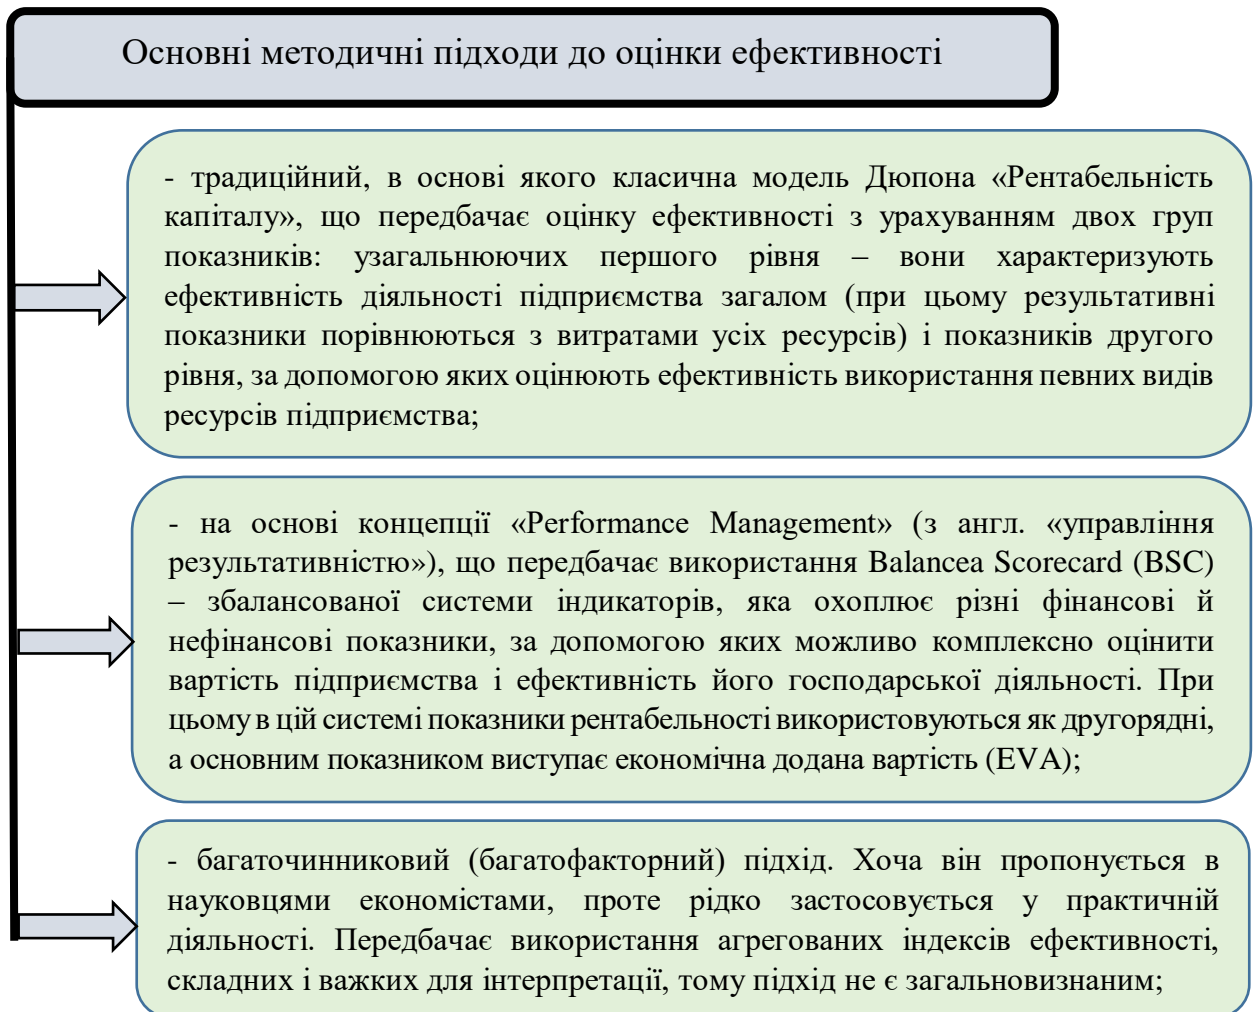 Основні методичні підходи до оцінки ефективності
- традиційний, в основі якого класична модель Дюпона «Рентабельність
капіталу», що передбачає оцінку ефективності з урахуванням двох груп
показників: узагальнюючих першого рівня – вони характеризують
ефективність діяльності підприємства загалом (при цьому результативні
показники порівнюються з витратами усіх ресурсів) і показників другого
рівня, за допомогою яких оцінюють ефективність використання певних видів
ресурсів підприємства;
- на основі концепції «Performance Management» (з англ. «управління
результативністю»), що передбачає використання Balancea Scorecard (BSC)
– збалансованої системи індикаторів, яка охоплює різні фінансові й
нефінансові показники, за допомогою яких можливо комплексно оцінити
вартість підприємства і ефективність його господарської діяльності. При
цьому в цій системі показники рентабельності використовуються як другорядні,
а основним показником виступає економічна додана вартість (EVA);
- багаточинниковий (багатофакторний) підхід. Хоча він пропонується в
науковцями економістами, проте рідко застосовується у практичній
діяльності. Передбачає використання агрегованих індексів ефективності,
складних і важких для інтерпретації, тому підхід не є загальновизнаним;